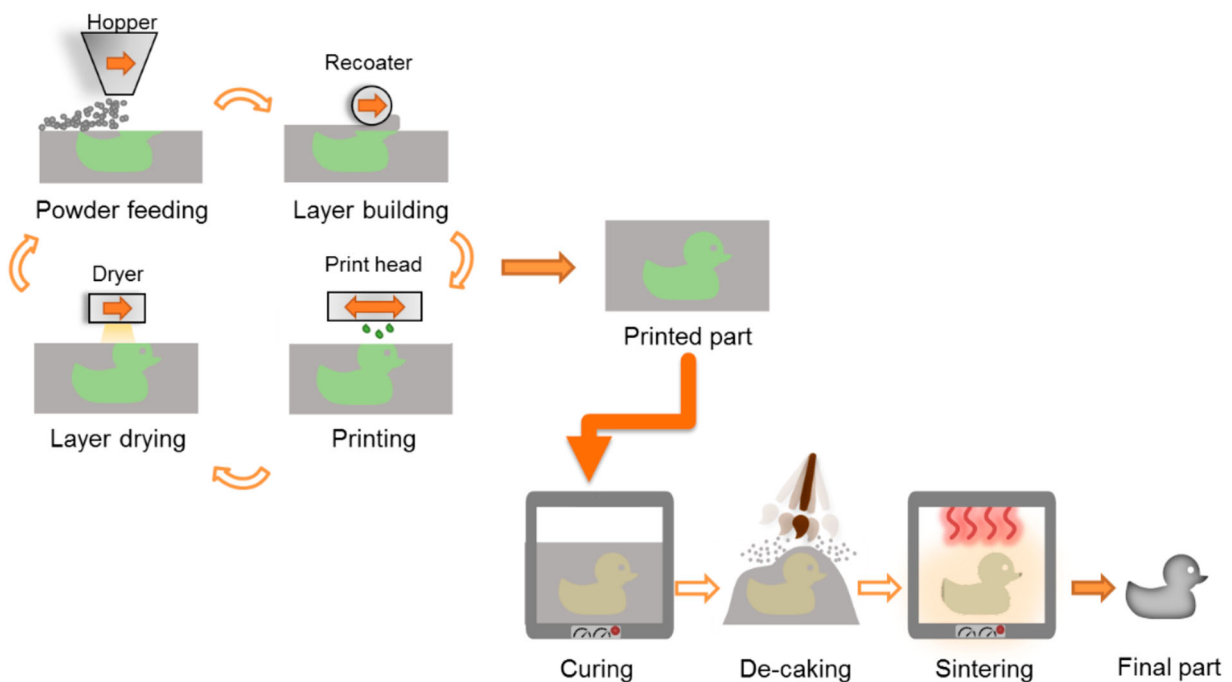 Hopper
Recoater
Powder feeding
Layer building
Dryer
Print head
Layer drying
Printing
Printed part
Curing
De-caking
Sintering
Final part